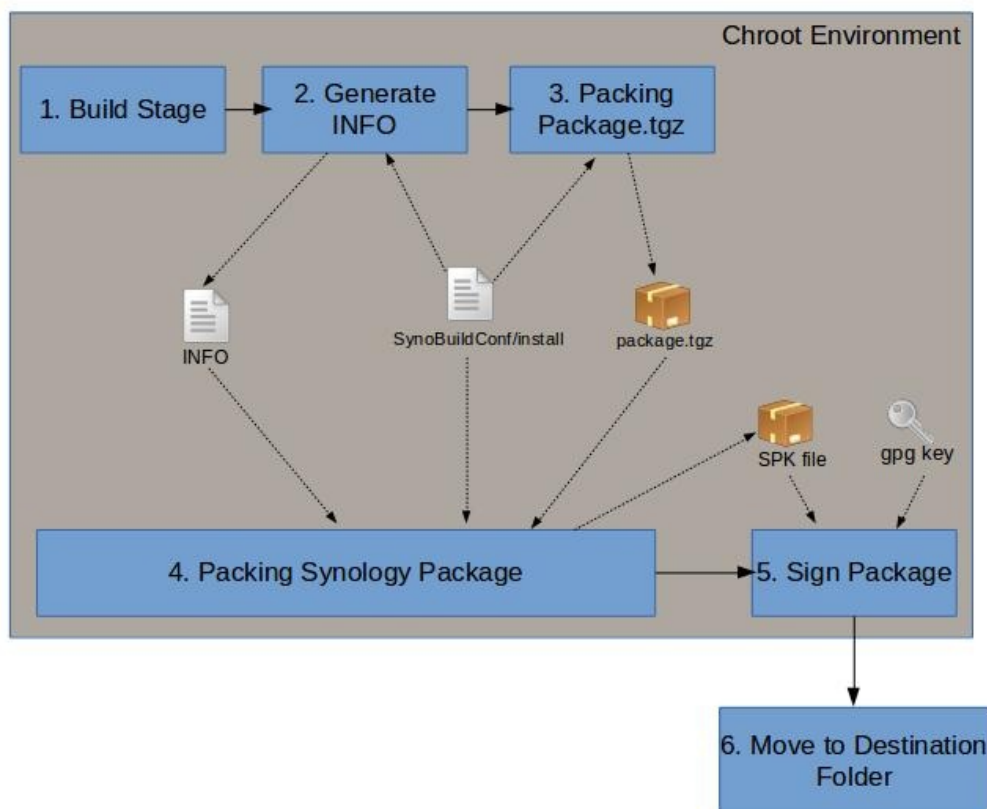 Chroot Environment
1. Build Stage
2. Generate
INFO
3. Packing
Package.tgz
INFO
SynoBuildConf/install
package.tgz
SPK file
gpg key
4. Packing Synology Package
5. Sign Package
6. Move to Destination
Folder